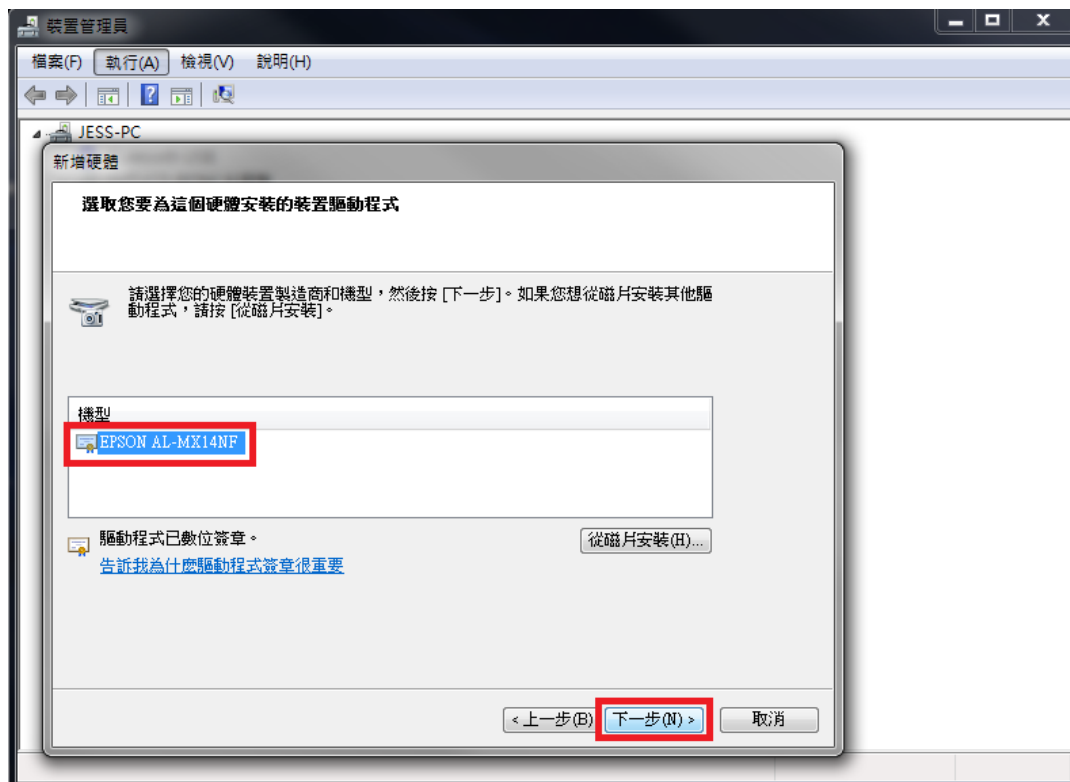 裝置管理員
檔案(F) 執行(A) 檢視(V) 說明(H)
JESS-PC
新增硬體
選取您要為這個硬體安裝的裝置驅動程式
請選擇您的硬體裝置製造商和機型，然後按 [下一步]。如果您想從磁片安裝其他驅
動程式，請按 [從磁片安裝]。
機型
EPSON AL-MX14NF
驅動程式已數位簽章。
從磁片安裝(H)...
告訴我為什麼驅動程式簽章很重要
<上一步(B) 下一步(N) > 取消